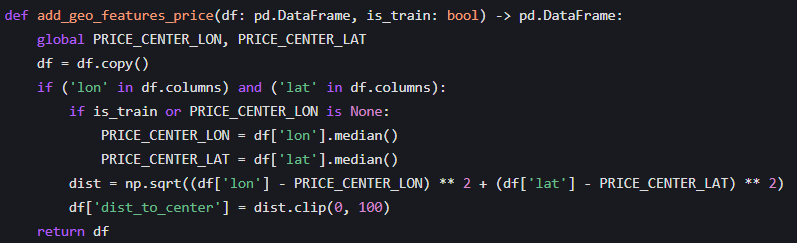 def add_geo_features_price(df: pd.DataFrame, is_train: bool) -> pd.DataFrame:
    global PRICE_CENTER_LON, PRICE_CENTER_LAT
    df = df.copy()
    if ('lon' in df.columns) and ('lat' in df.columns):
        if is_train or PRICE_CENTER_LON is None:
            PRICE_CENTER_LON = df['lon'].median()
            PRICE_CENTER_LAT = df['lat'].median()
        dist = np.sqrt((df['lon'] - PRICE_CENTER_LON) ** 2 + (df['lat'] - PRICE_CENTER_LAT) ** 2)
        df['dist_to_center'] = dist.clip(0, 100)
    return df